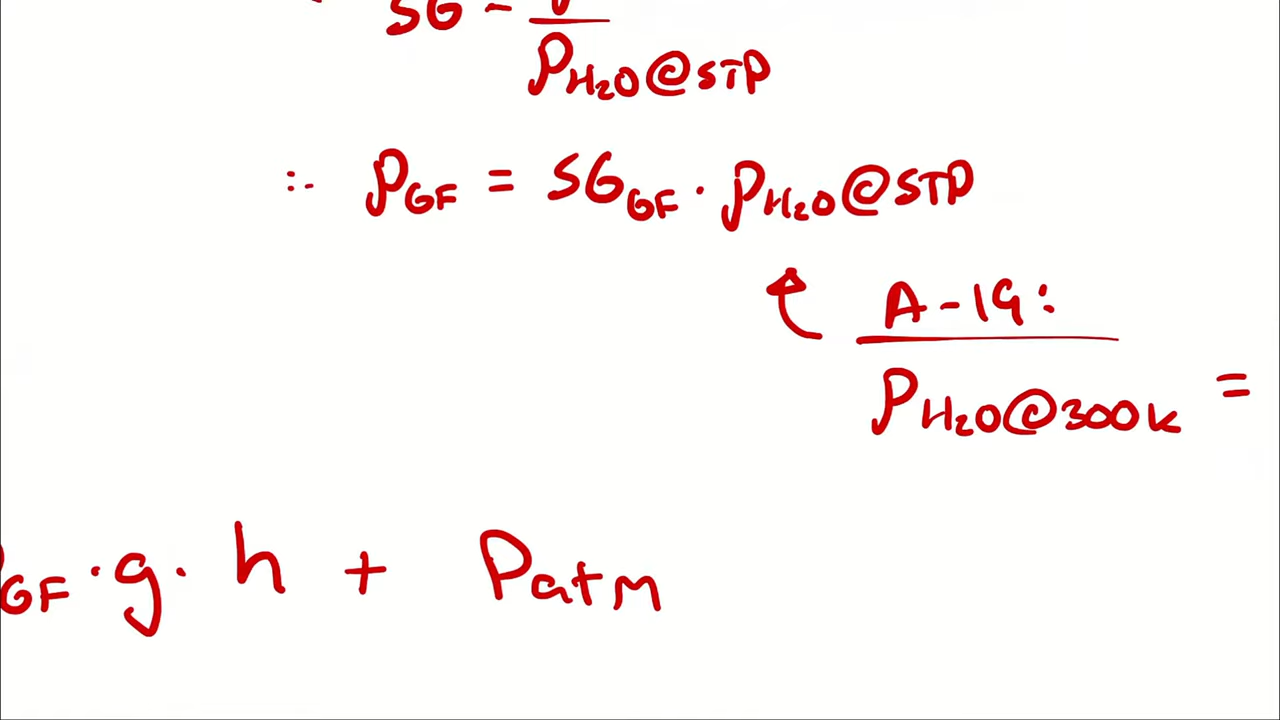 SG =
ρH₂O@STP
∴ ρGF = SGGF · ρH₂O@STP
A-19:
ρH₂O@300K =
GF · g · h + Patm